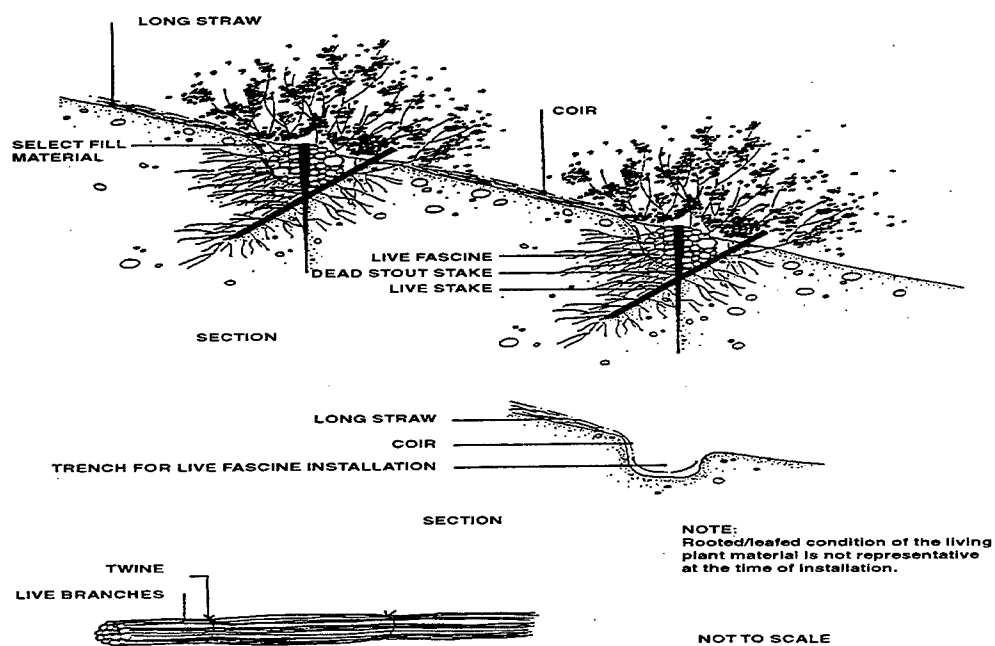 LONG STRAW
COIR
SELECT FILL
MATERIAL
LIVE FASCINE
DEAD STOUT STAKE
LIVE STAKE
SECTION
LONG STRAW
COIR
TRENCH FOR LIVE FASCINE INSTALLATION
SECTION
NOTE:
Rooted/leafed condition of the living
plant material is not representative
at the time of installation.
TWINE
LIVE BRANCHES
NOT TO SCALE